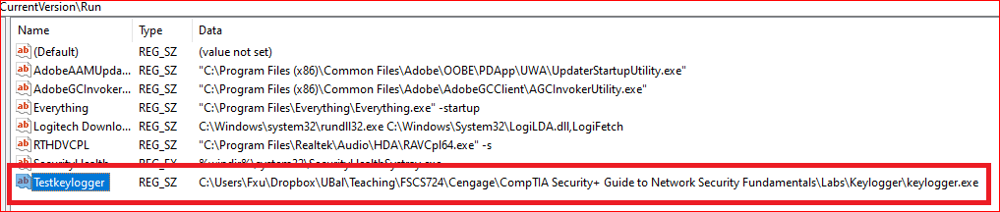 CurrentVersion\Run
Name Type Data
(Default) REG_SZ (value not set)
AdobeAAMUpda... REG_SZ "C:\Program Files (x86)\Common Files\Adobe\OOBE\PDApp\UWA\UpdaterStartupUtility.exe"
AdobeGCInvoker... REG_SZ "C:\Program Files (x86)\Common Files\Adobe\AdobeGCClient\AGCInvokerUtility.exe"
Everything REG_SZ "C:\Program Files\Everything\Everything.exe" -startup
Logitech Downlo... REG_SZ C:\Windows\system32\rundll32.exe C:\Windows\System32\LogiLDA.dll,LogiFetch
RTHDVCPL REG_SZ "C:\Program Files\Realtek\Audio\HDA\RAVCpl64.exe" -s
SecurityHealth %windir%\system32\SecurityHealthSystray.exe
Testkeylogger REG_SZ C:\Users\Fxu\Dropbox\UBal\Teaching\FSCS724\Cengage\CompTIA Security+ Guide to Network Security Fundamentals\Labs\Keylogger\keylogger.exe